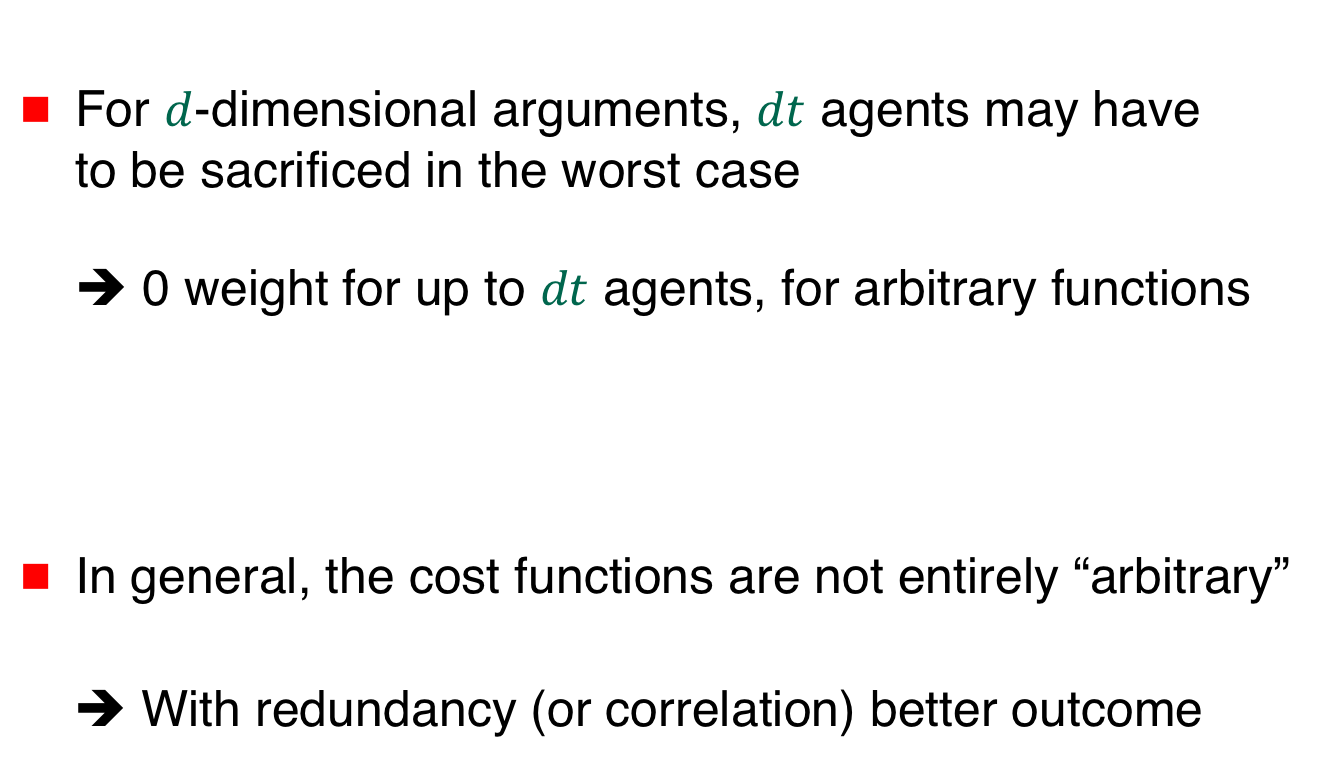 ■ For d-dimensional arguments, dt agents may have
to be sacrificed in the worst case
➔ 0 weight for up to dt agents, for arbitrary functions
■ In general, the cost functions are not entirely “arbitrary”
➔ With redundancy (or correlation) better outcome